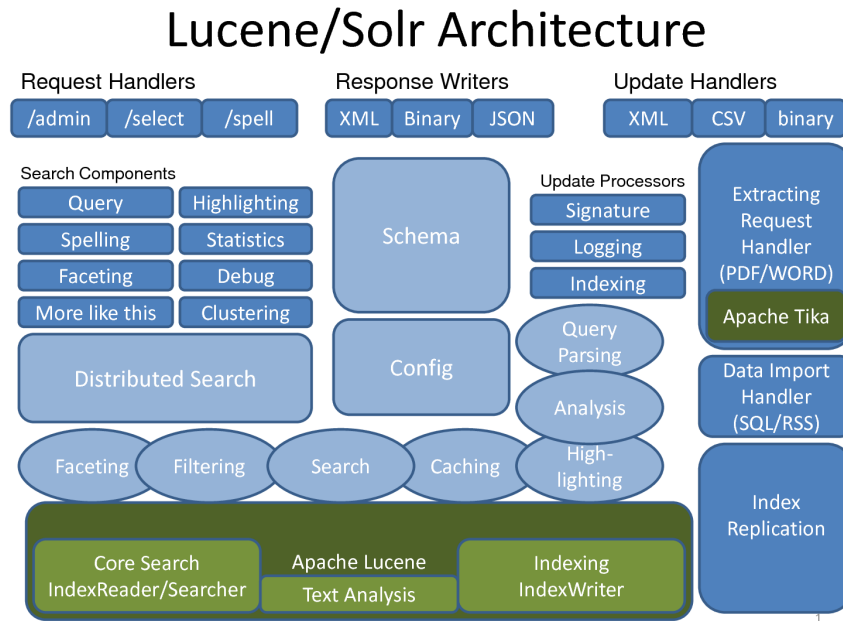 Lucene/Solr Architecture
Request Handlers
/admin
/select
/spell
Response Writers
XML
Binary
JSON
Update Handlers
XML
CSV
binary
Search Components
Query
Highlighting
Spelling
Statistics
Faceting
Debug
More like this
Clustering
Distributed Search
Schema
Config
Update Processors
Signature
Logging
Indexing
Extracting
Request
Handler
(PDF/WORD)
Apache Tika
Query
Parsing
Analysis
High-
lighting
Data Import
Handler
(SQL/RSS)
Faceting
Filtering
Search
Caching
Index
Replication
Core Search
IndexReader/Searcher
Apache Lucene
Text Analysis
Indexing
IndexWriter
1